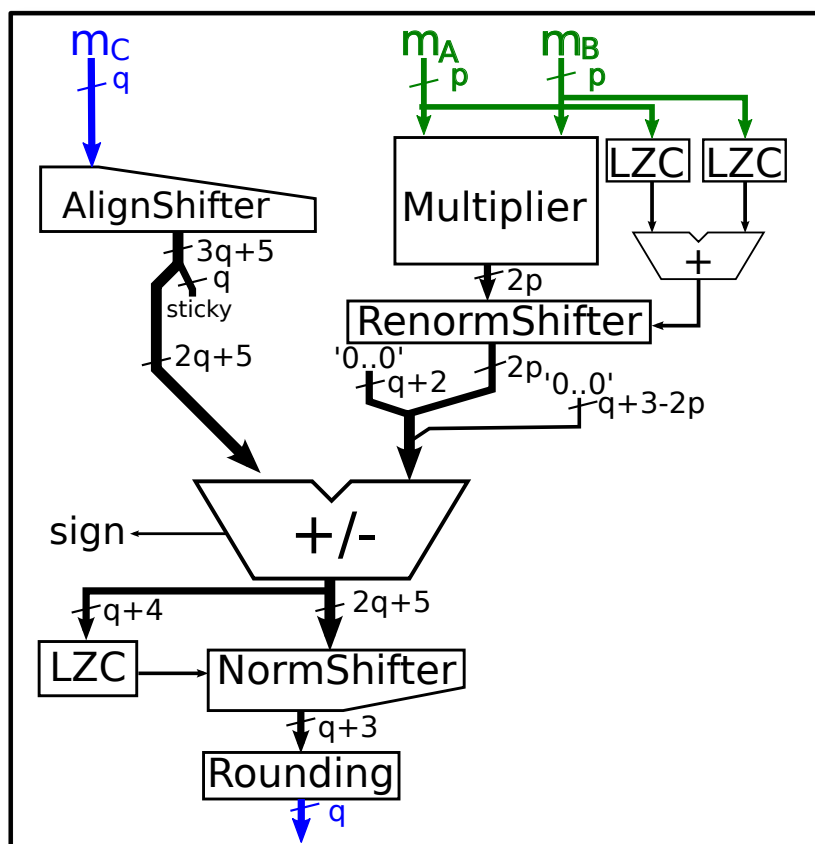 mC
mA
mB
q
p
p
LZC
LZC
AlignShifter
Multiplier
3q+5
+
q
2p
sticky
RenormShifter
2q+5
'0..0'
q+2
2p
'0..0'
q+3-2p
sign
+/-
q+4
2q+5
LZC
NormShifter
q+3
Rounding
q